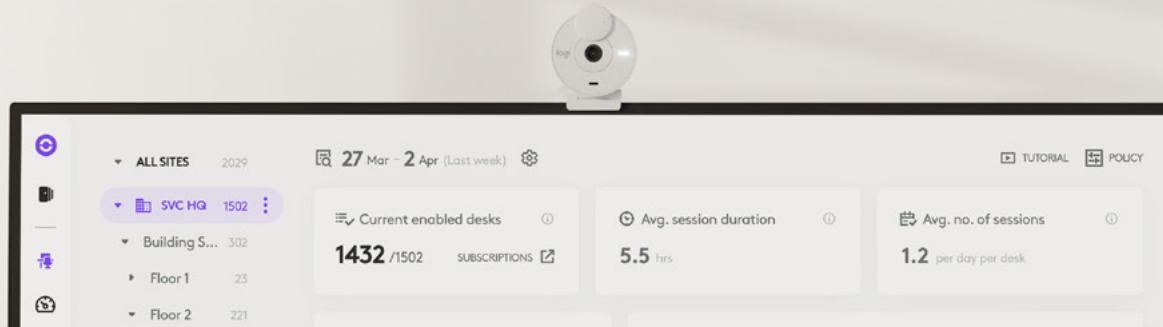 logi
ALL SITES 2029
SVC HQ 1502
Building S... 302
Floor 1 23
Floor 2 221
27 Mar - 2 Apr (Last week)
TUTORIAL POLICY
Current enabled desks
1432 /1502 SUBSCRIPTIONS
Avg. session duration
5.5 hrs
Avg. no. of sessions
1.2 per day per desk